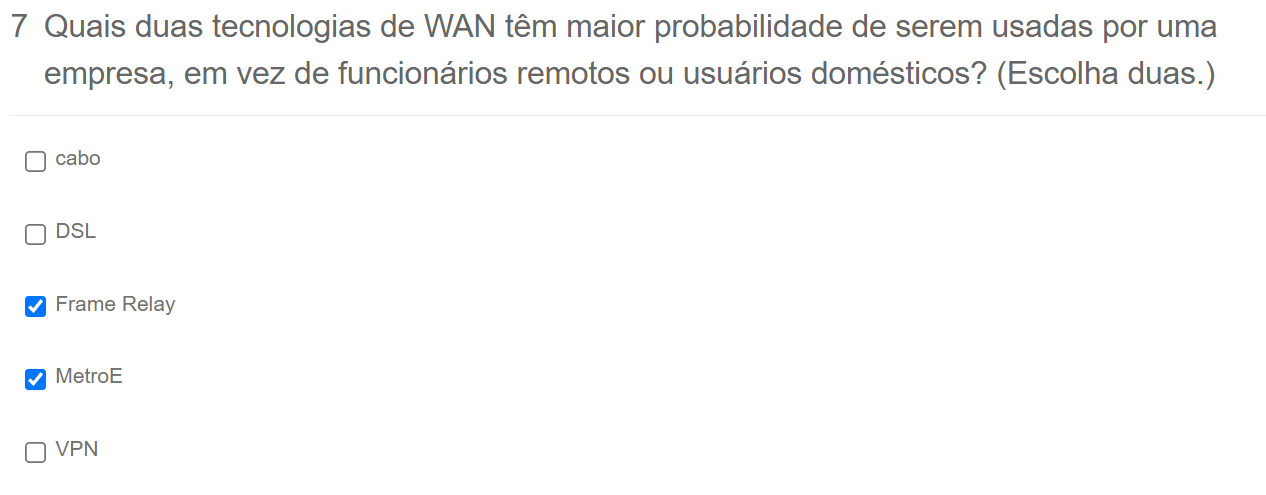 7 Quais duas tecnologias de WAN têm maior probabilidade de serem usadas por uma
empresa, em vez de funcionários remotos ou usuários domésticos? (Escolha duas.)
cabo
DSL
Frame Relay
MetroE
VPN